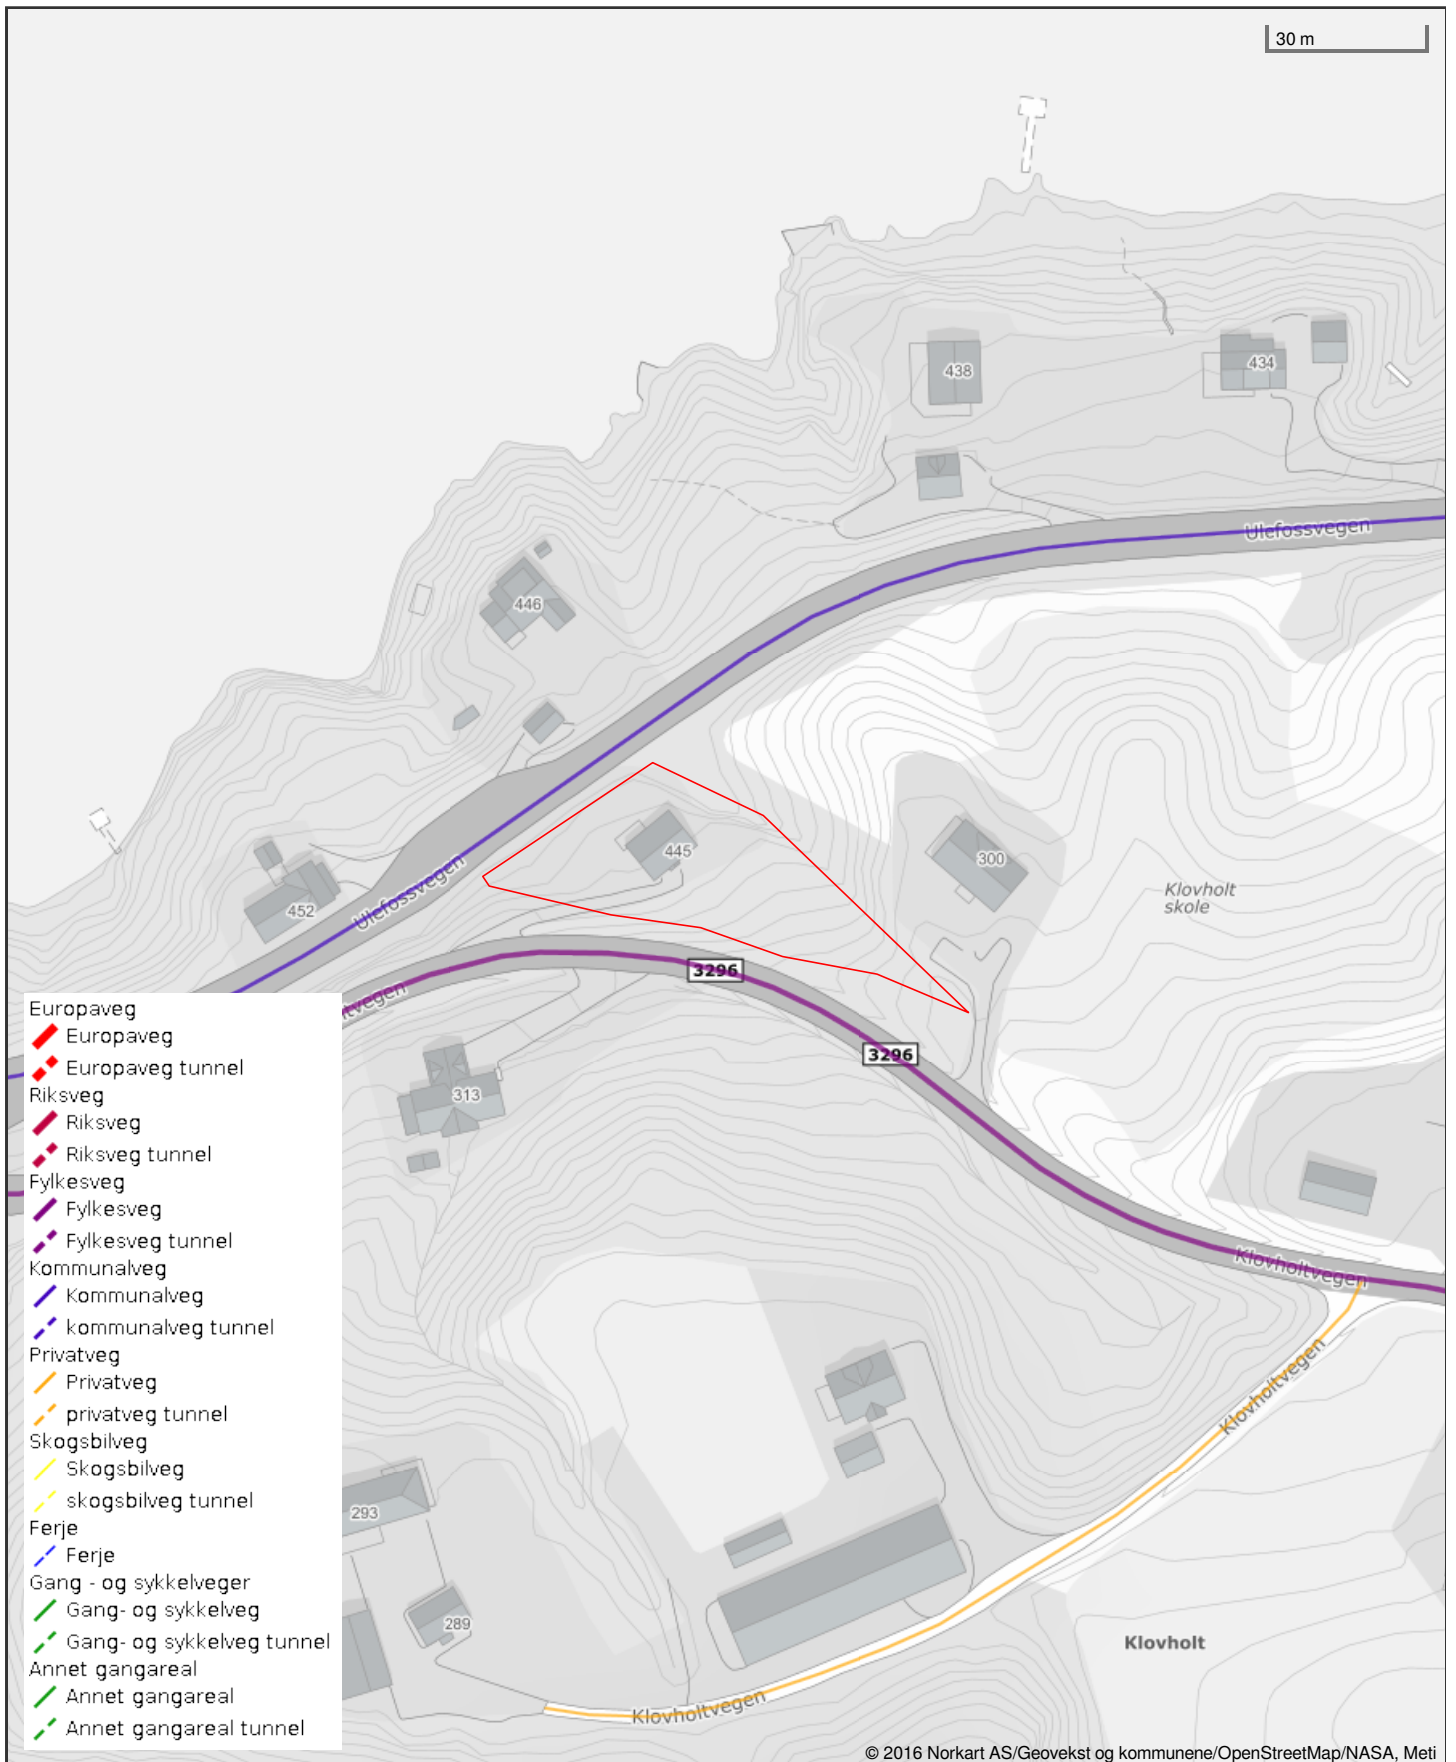 30 m
438
434
Ulefossvegen
446
445
300
Klovholt
skole
452
Ulefossvegen
3296
tvegen
3296
313
Klovholtvegen
Klovholtvegen
293
289
Klovholt
Klovholtvegen
Europaveg
Europaveg
Europaveg tunnel
Riksveg
Riksveg
Riksveg tunnel
Fylkesveg
Fylkesveg
Fylkesveg tunnel
Kommunalveg
Kommunalveg
kommunalveg tunnel
Privatveg
Privatveg
privatveg tunnel
Skogsbilveg
Skogsbilveg
skogsbilveg tunnel
Ferje
Ferje
Gang - og sykkelveger
Gang- og sykkelveg
Gang- og sykkelveg tunnel
Annet gangareal
Annet gangareal
Annet gangareal tunnel
© 2016 Norkart AS/Geovekst og kommunene/OpenStreetMap/NASA, Meti